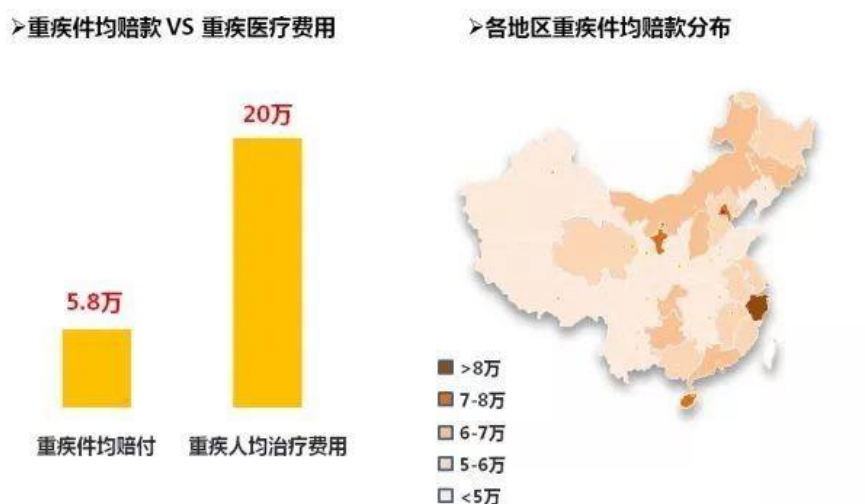 ➢重疾件均赔款 VS 重疾医疗费用
20万
5.8万
重疾件均赔付
重疾人均治疗费用
➢各地区重疾件均赔款分布
>8万
7-8万
6-7万
5-6万
<5万